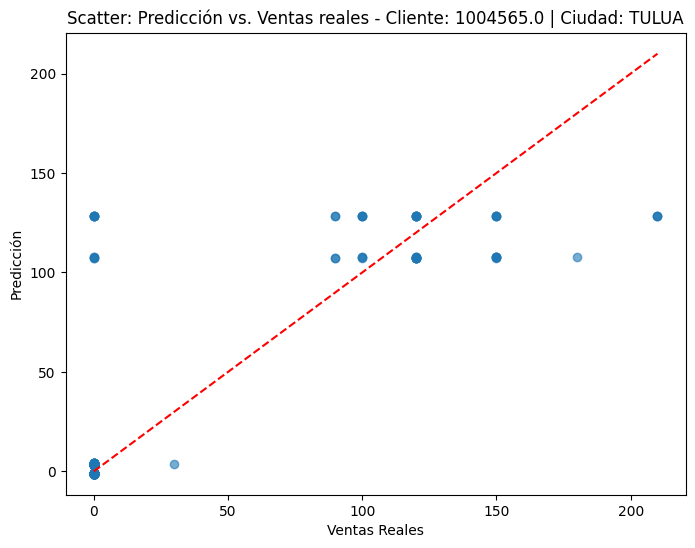 Scatter: Predicción vs. Ventas reales - Cliente: 1004565.0 | Ciudad: TULUA
200
150
100
50
0
Predicción
0 50 100 150 200
Ventas Reales